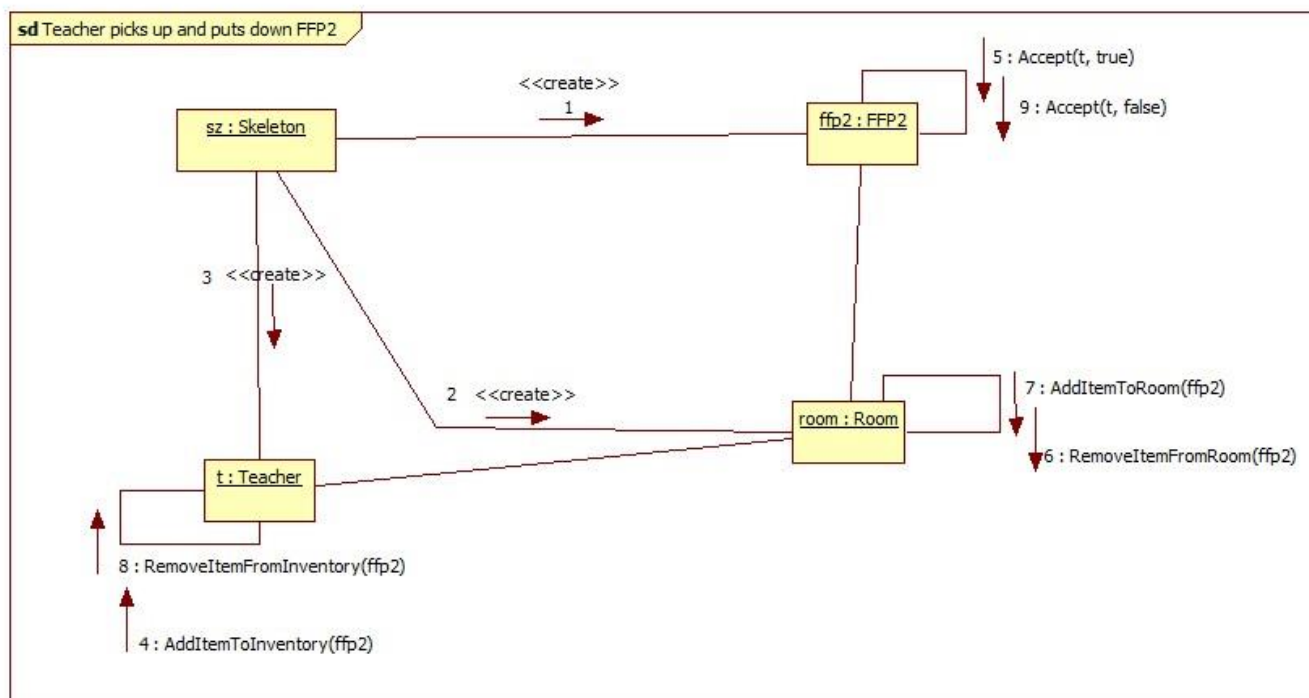 sd Teacher picks up and puts down FFP2
<<create>>
1
sz : Skeleton
ffp2 : FFP2
5 : Accept(t, true)
9 : Accept(t, false)
3 <<create>>
2 <<create>>
room : Room
7 : AddItemToRoom(ffp2)
6 : RemoveItemFromRoom(ffp2)
t : Teacher
8 : RemoveItemFromInventory(ffp2)
4 : AddItemToInventory(ffp2)